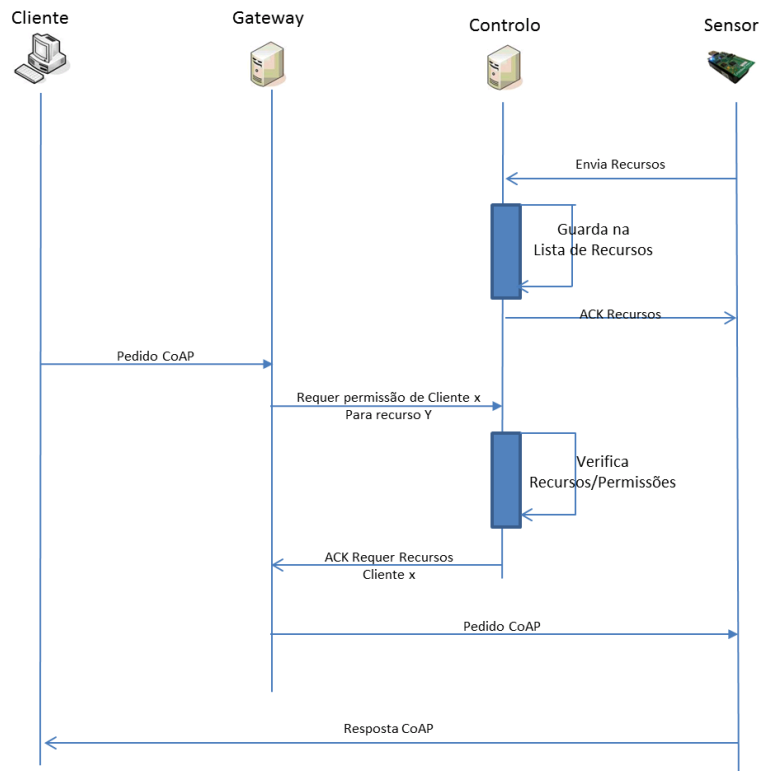 Cliente
Gateway
Controlo
Sensor
Envia Recursos
Guarda na
Lista de Recursos
ACK Recursos
Pedido CoAP
Requer permissão de Cliente x
Para recurso Y
Verifica
Recursos/Permissões
ACK Requer Recursos
Cliente x
Pedido CoAP
Resposta CoAP